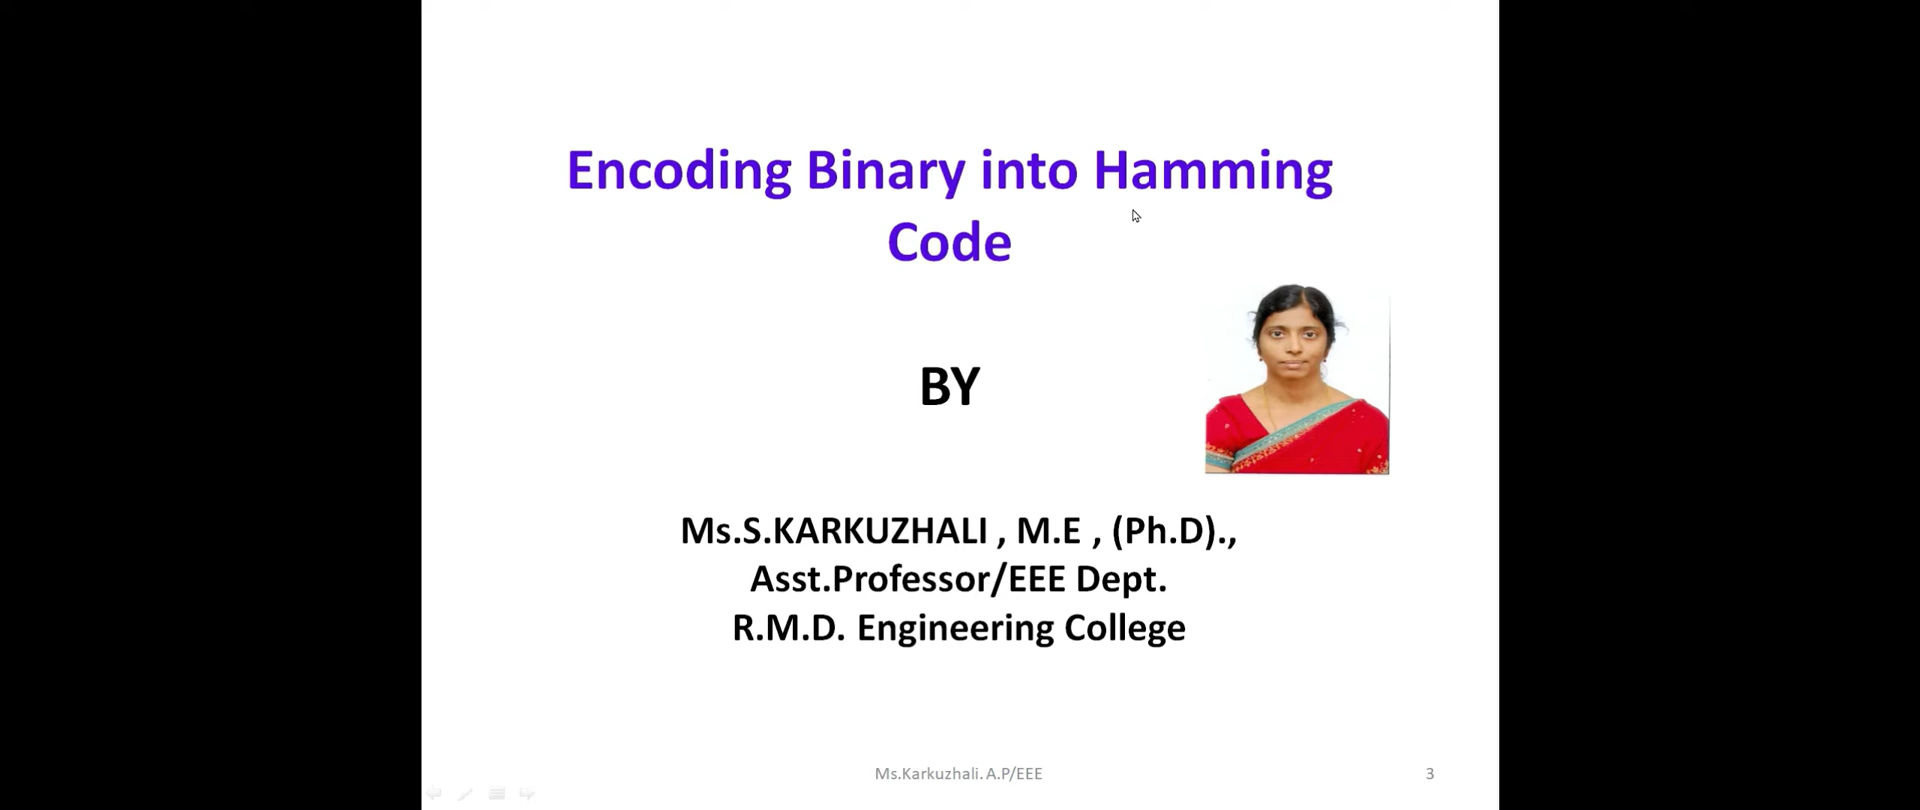 Encoding Binary into Hamming
Code
BY
Ms.S.KARKUZHALI , M.E , (Ph.D).,
Asst.Professor/EEE Dept.
R.M.D. Engineering College
Ms.Karkuzhali. A.P/EEE
3